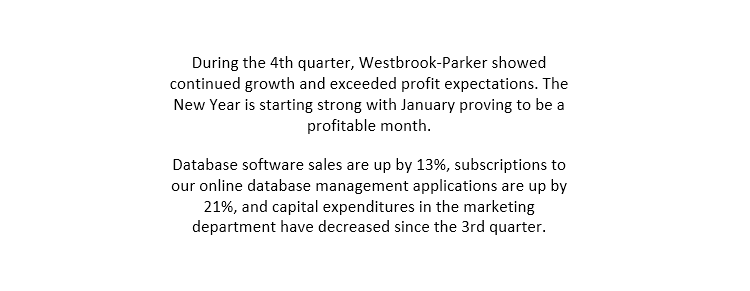 During the 4th quarter, Westbrook-Parker showed
continued growth and exceeded profit expectations. The
New Year is starting strong with January proving to be a
profitable month.
Database software sales are up by 13%, subscriptions to
our online database management applications are up by
21%, and capital expenditures in the marketing
department have decreased since the 3rd quarter.